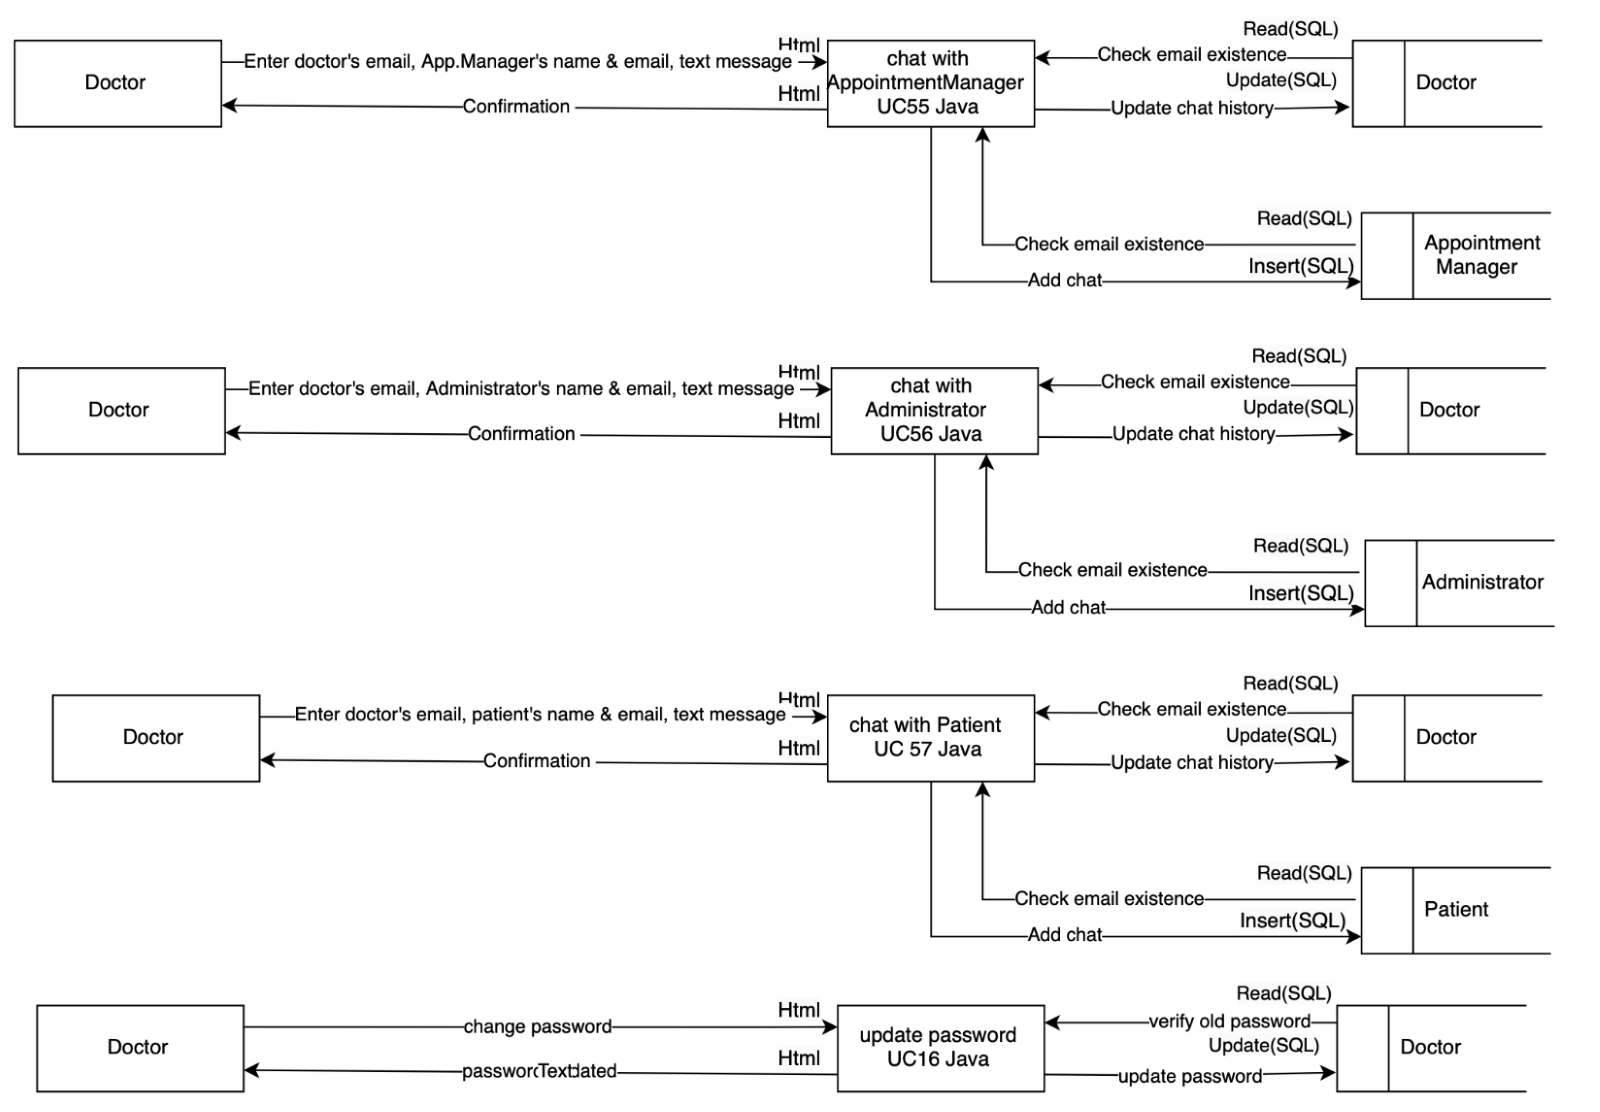 Doctor
Enter doctor's email, App.Manager's name & email, text message
Html
Confirmation
Html
chat with
AppointmentManager
UC55 Java
Read(SQL)
Check email existence
Update(SQL)
Update chat history
Doctor
Read(SQL)
Check email existence
Insert(SQL)
Add chat
Appointment
Manager
Doctor
Enter doctor's email, Administrator's name & email, text message
Html
Confirmation
Html
chat with
Administrator
UC56 Java
Read(SQL)
Check email existence
Update(SQL)
Update chat history
Doctor
Read(SQL)
Check email existence
Insert(SQL)
Add chat
Administrator
Doctor
Enter doctor's email, patient's name & email, text message
Html
Confirmation
Html
chat with Patient
UC 57 Java
Read(SQL)
Check email existence
Update(SQL)
Update chat history
Doctor
Read(SQL)
Check email existence
Insert(SQL)
Add chat
Patient
Doctor
change password
Html
Text
Html
update password
UC16 Java
Read(SQL)
verify old password
Update(SQL)
update password
Doctor